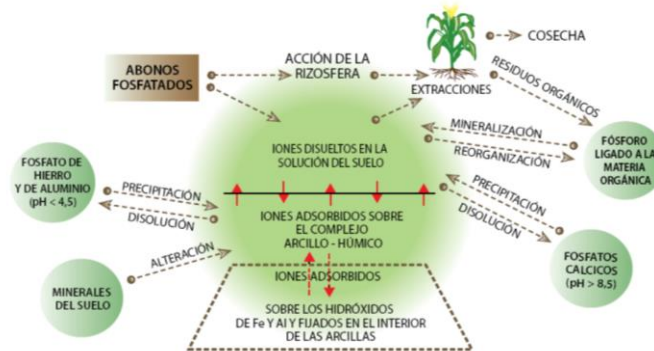 COSECHA
ACCIÓN DE LA
RIZOSFERA
ABONOS
FOSFATADOS
EXTRACCIONES
RESIDUOS ORGÁNICOS
MINERALIZACIÓN
REORGANIZACIÓN
FÓSFORO
LIGADO A LA
MATERIA
ORGÁNICA
IONES DISUELTOS EN LA
SOLUCIÓN DEL SUELO
FOSFATO DE
HIERRO
Y DE ALUMINIO
(pH < 4,5)
PRECIPITACIÓN
DISOLUCIÓN
PRECIPITACIÓN
DISOLUCIÓN
IONES ADSORBIDOS SOBRE
EL COMPLEJO
ARCILLO - HÚMICO
FOSFATOS
CALCICOS
(pH > 8,5)
ALTERACIÓN
MINERALES
DEL SUELO
IONES ADSORBIDOS
SOBRE LOS HIDRÓXIDOS
DE Fe Y Al Y FIJADOS EN EL INTERIOR
DE LAS ARCILLAS